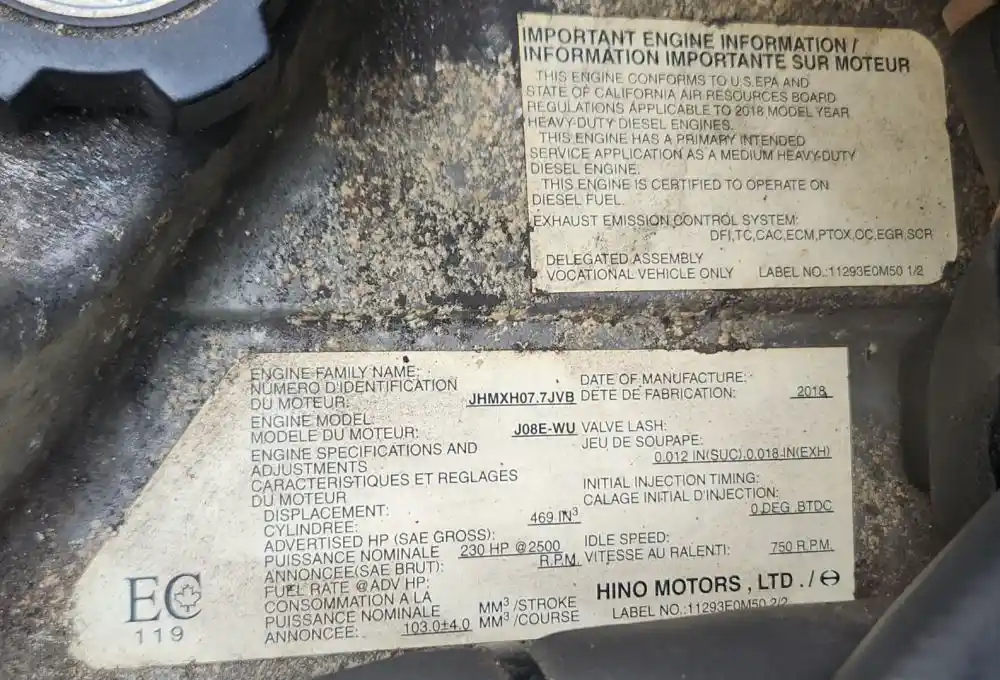 IMPORTANT ENGINE INFORMATION /
INFORMATION IMPORTANTE SUR MOTEUR
THIS ENGINE CONFORMS TO U.S.EPA AND
STATE OF CALIFORNIA AIR RESOURCES BOARD
REGULATIONS APPLICABLE TO 2018 MODEL YEAR
HEAVY-DUTY DIESEL ENGINES.
THIS ENGINE HAS A PRIMARY INTENDED
SERVICE APPLICATION AS A MEDIUM HEAVY-DUTY
DIESEL ENGINE.
THIS ENGINE IS CERTIFIED TO OPERATE ON
DIESEL FUEL.
EXHAUST EMISSION CONTROL SYSTEM:
DFI,TC,CAC,ECM,PTOX,OC,EGR,SCR
DELEGATED ASSEMBLY
VOCATIONAL VEHICLE ONLY LABEL NO.:11293E0M50 1/2
ENGINE FAMILY NAME:
NUMERO D'IDENTIFICATION
DU MOTEUR: JHMXH07.7JVB
ENGINE MODEL:
MODELE DU MOTEUR: J08E-WU
ENGINE SPECIFICATIONS AND
ADJUSTMENTS
CARACTERISTIQUES ET REGLAGES
DU MOTEUR
DISPLACEMENT:
CYLINDREE: 469 IN³
ADVERTISED HP (SAE GROSS):
PUISSANCE NOMINALE 230 HP @2500
ANNONCEE(SAE BRUT): R.P.M.
FUEL RATE @ADV HP:
CONSOMMATION A LA
PUISSANCE NOMINALE MM³/STROKE
ANNONCEE: 103.0±4.0 MM³/COURSE
DATE OF MANUFACTURE:
DETE DE FABRICATION: 2018
VALVE LASH:
JEU DE SOUPAPE:
0.012 IN(SUC),0.018 IN(EXH)
INITIAL INJECTION TIMING:
CALAGE INITIAL D'INJECTION:
0 DEG .BTDC
IDLE SPEED:
VITESSE AU RALENTI: 750 R.P.M.
HINO MOTORS , LTD . /
LABEL NO.:11293E0M50 2/2
EC
119